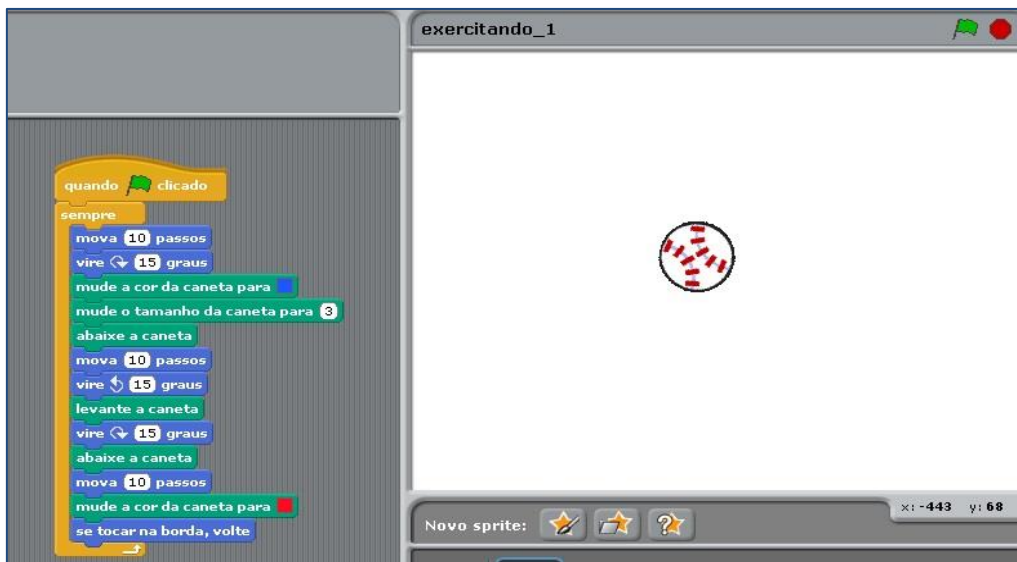 exercitando_1
quando clicado
sempre
mova 10 passos
vire 15 graus
mude a cor da caneta para
mude o tamanho da caneta para 3
abaixe a caneta
mova 10 passos
vire 15 graus
levante a caneta
vire 15 graus
abaixe a caneta
mova 10 passos
mude a cor da caneta para
se tocar na borda, volte
x: -443 y: 68
Novo sprite: